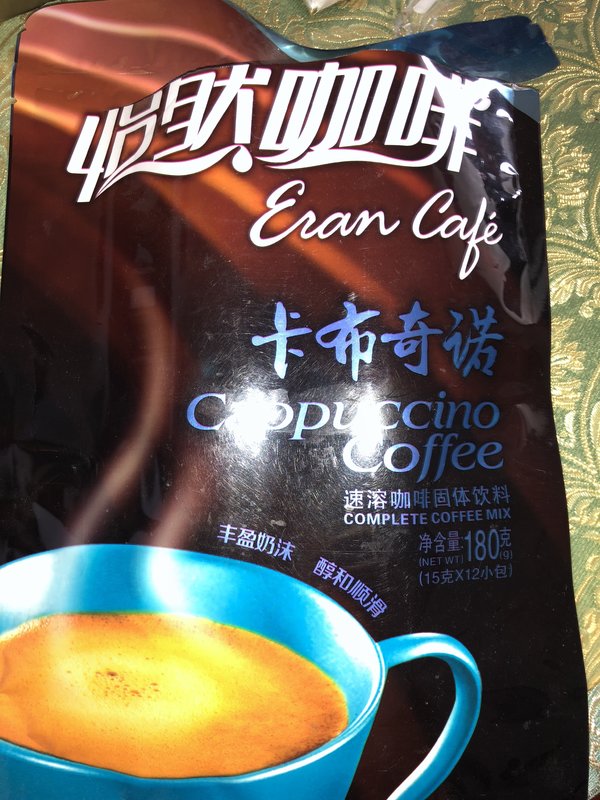 怡然咖啡
Eran Café
卡布奇诺
Cappuccino
Coffee
速溶咖啡固体饮料
COMPLETE COFFEE MIX
净含量:180克
(NET WT) (g)
(15克X12小包)
丰盈奶沫 醇和顺滑